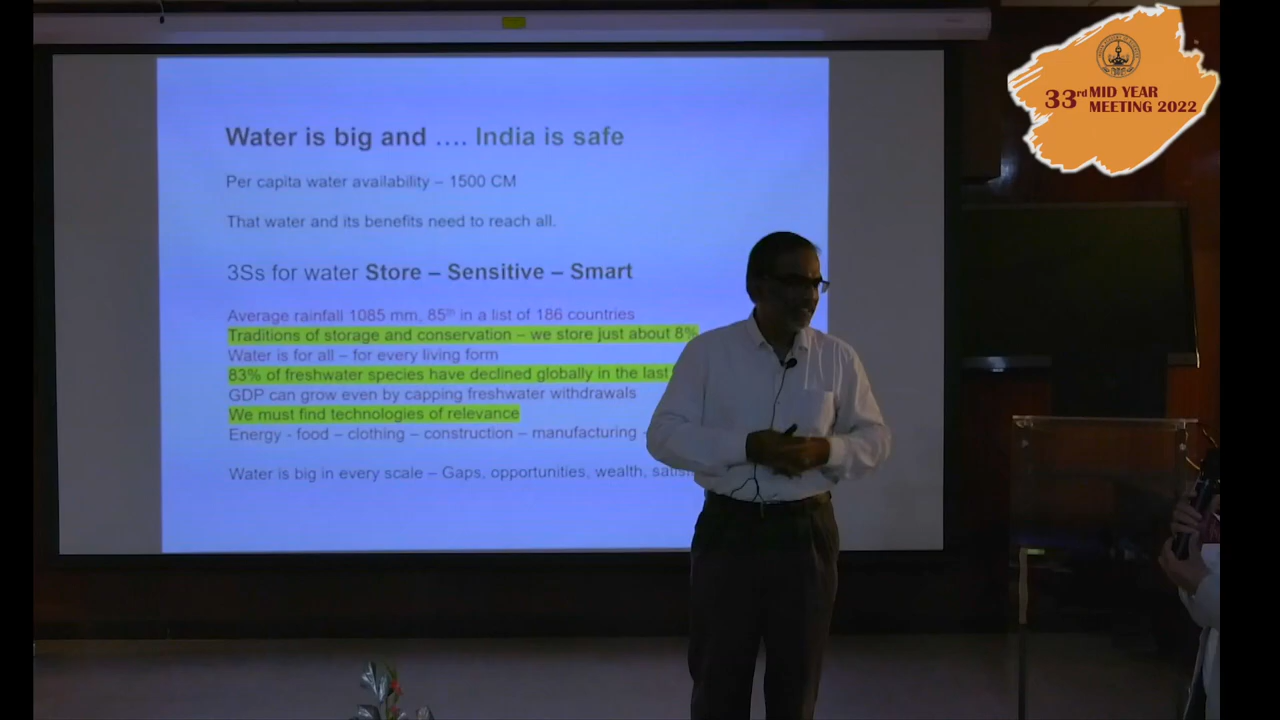 Water is big and .... India is safe
Per capita water availability – 1500 CM
That water and its benefits need to reach all.
3Ss for water Store – Sensitive – Smart
Average rainfall 1085 mm, 85th in a list of 186 countries
Traditions of storage and conservation – we store just about 8%
Water is for all – for every living form
83% of freshwater species have declined globally in the last
GDP can grow even by capping freshwater withdrawals
We must find technologies of relevance
Energy - food – clothing – construction – manufacturing -
Water is big in every scale – Gaps, opportunities, wealth,
33rd MID YEAR
MEETING 2022